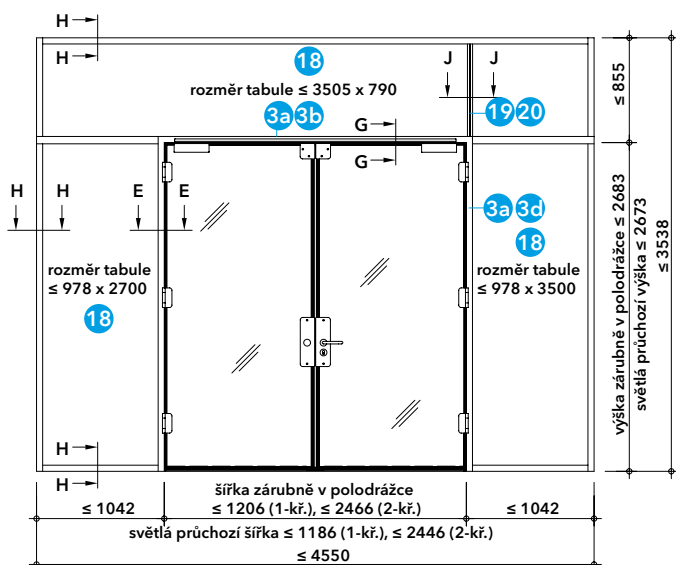 H
H
18
J J
rozměr tabule ≤ 3505 x 790
3a 3b
19 20
G
G
≤ 855
H H
E E
3a 3d
18
rozměr tabule
≤ 978 x 2700
18
rozměr tabule
≤ 978 x 3500
výška zárubně v polodrážce ≤ 2683
světlá průchozí výška ≤ 2673
≤ 3538
H
H
šířka zárubně v polodrážce
≤ 1042
≤ 1206 (1-kř.), ≤ 2466 (2-kř.)
≤ 1042
světlá průchozí šířka ≤ 1186 (1-kř.), ≤ 2446 (2-kř.)
≤ 4550